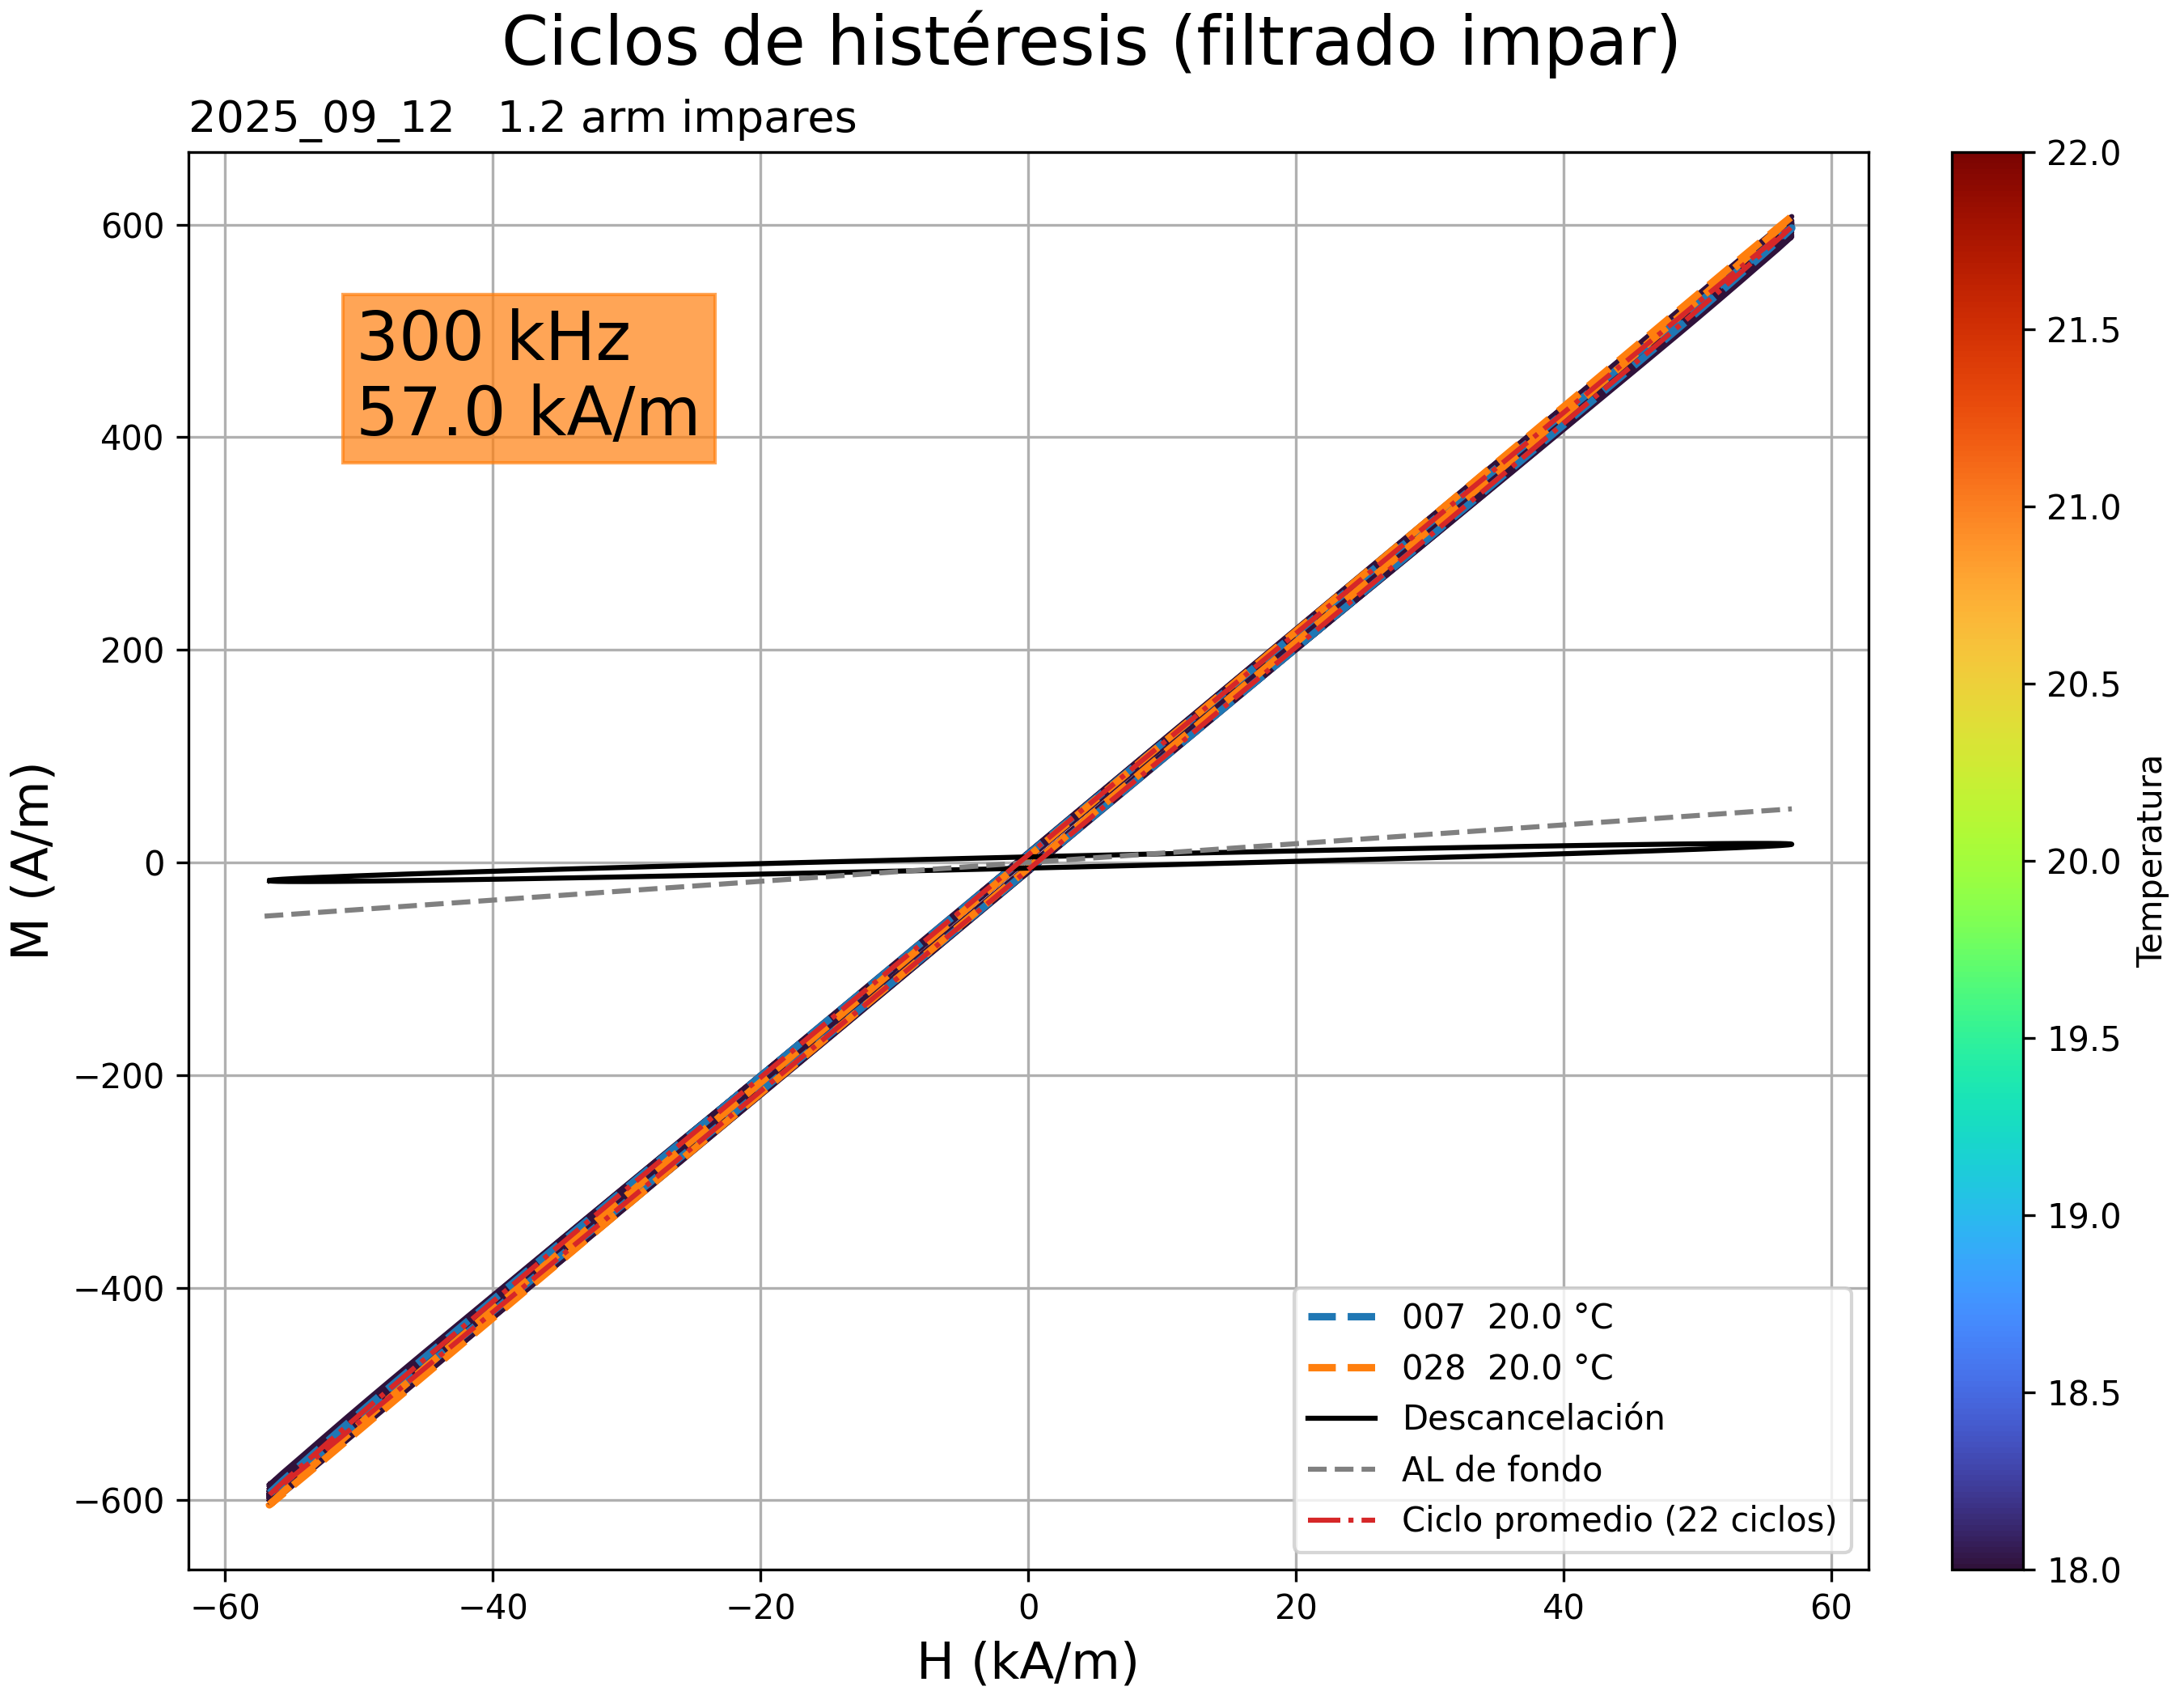 Ciclos de histéresis (filtrado impar)
2025_09_12   1.2 arm impares
300 kHz
57.0 kA/m
M (A/m)
600
400
200
0
−200
−400
−600
−60
−40
−20
0
20
40
60
H (kA/m)
007  20.0 °C
028  20.0 °C
Descancelación
AL de fondo
Ciclo promedio (22 ciclos)
22.0
21.5
21.0
20.5
20.0
19.5
19.0
18.5
18.0
Temperatura